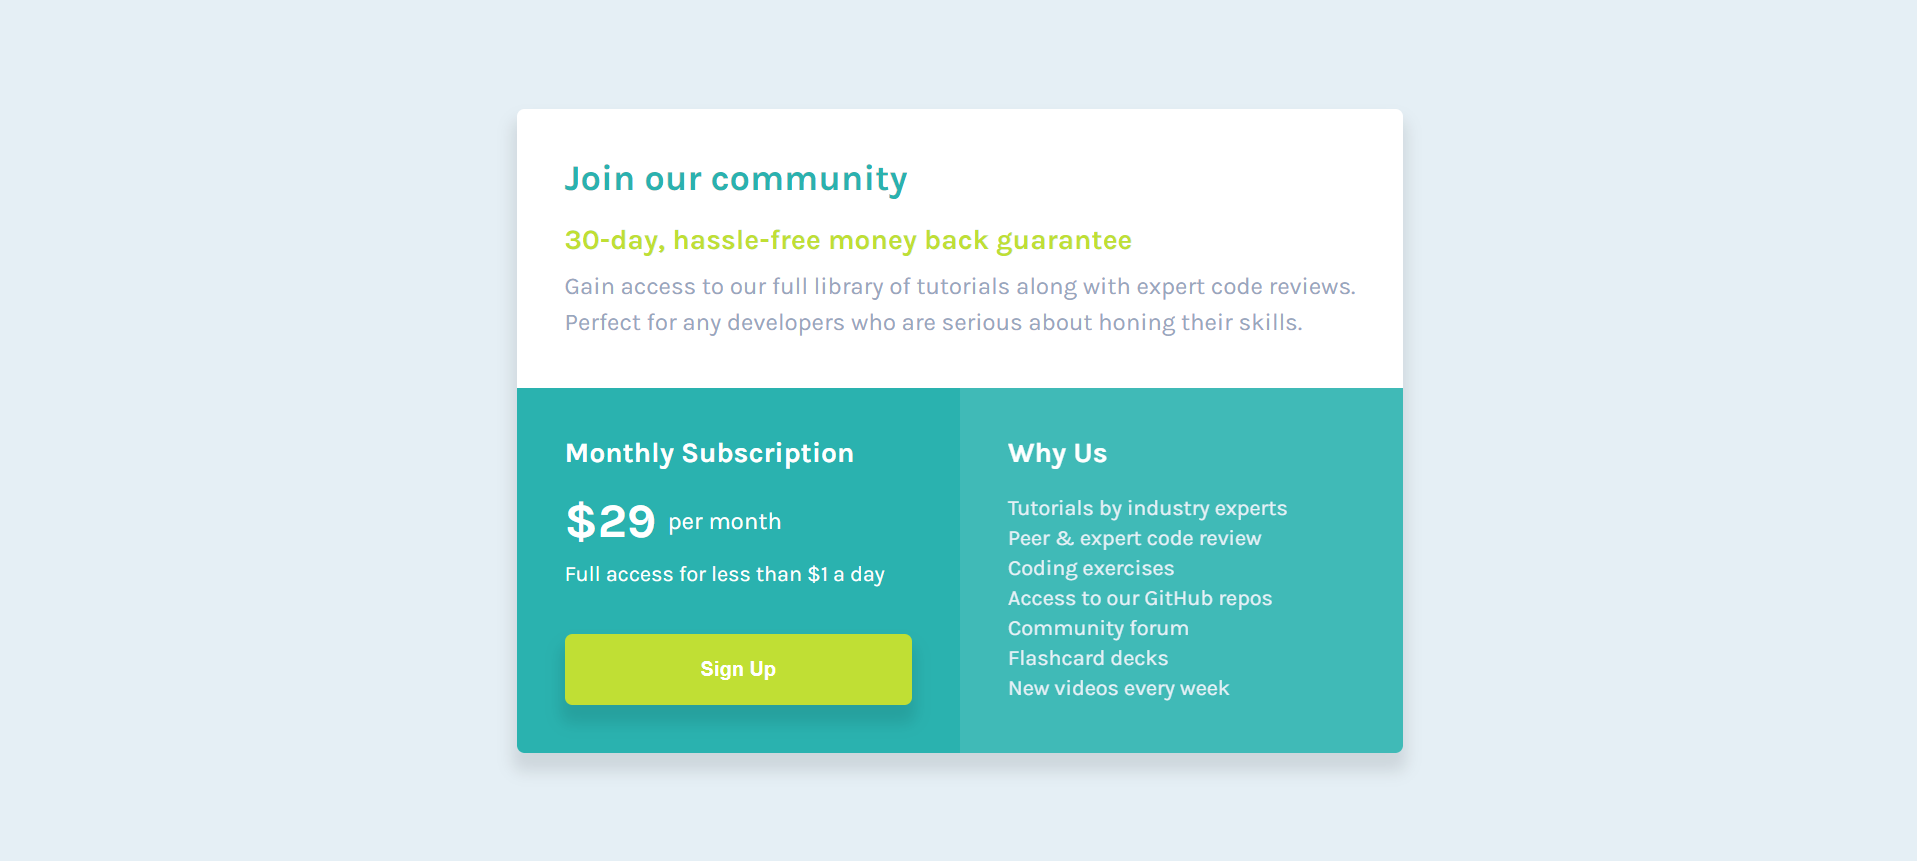 Join our community
30-day, hassle-free money back guarantee
Gain access to our full library of tutorials along with expert code reviews.
Perfect for any developers who are serious about honing their skills.
Monthly Subscription
$29 per month
Full access for less than $1 a day
Sign Up
Why Us
Tutorials by industry experts
Peer & expert code review
Coding exercises
Access to our GitHub repos
Community forum
Flashcard decks
New videos every week